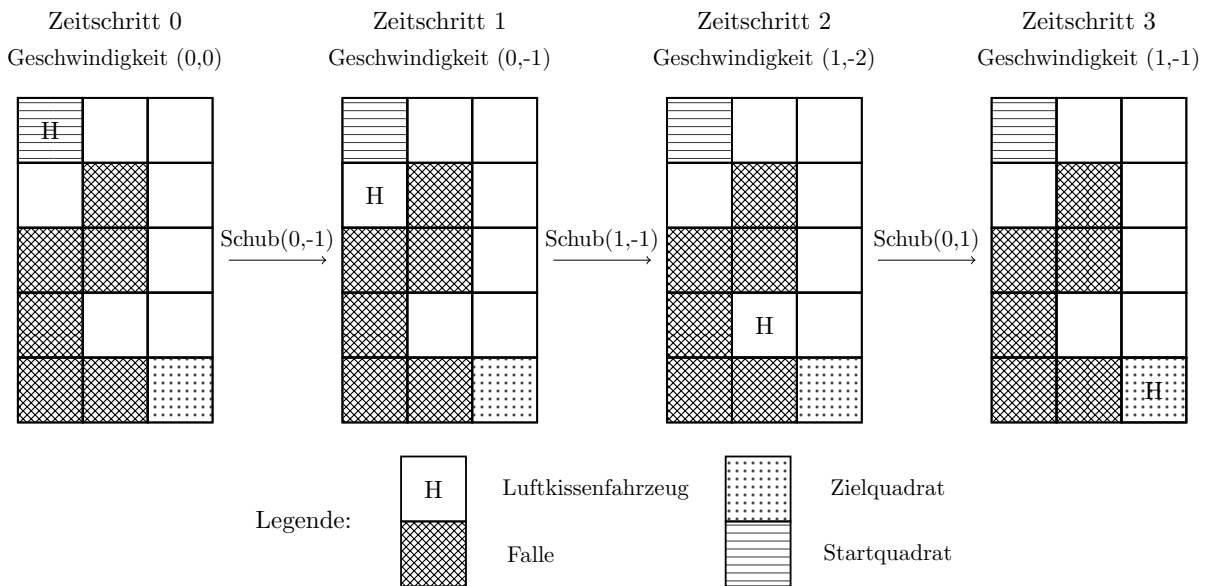 Zeitschritt 0
Geschwindigkeit (0,0)
Zeitschritt 1
Geschwindigkeit (0,-1)
Zeitschritt 2
Geschwindigkeit (1,-2)
Zeitschritt 3
Geschwindigkeit (1,-1)
H
H
Schub(0,-1)
Schub(1,-1)
Schub(0,1)
H
H
Legende:
H
Luftkissenfahrzeug
Zielquadrat
Falle
Startquadrat